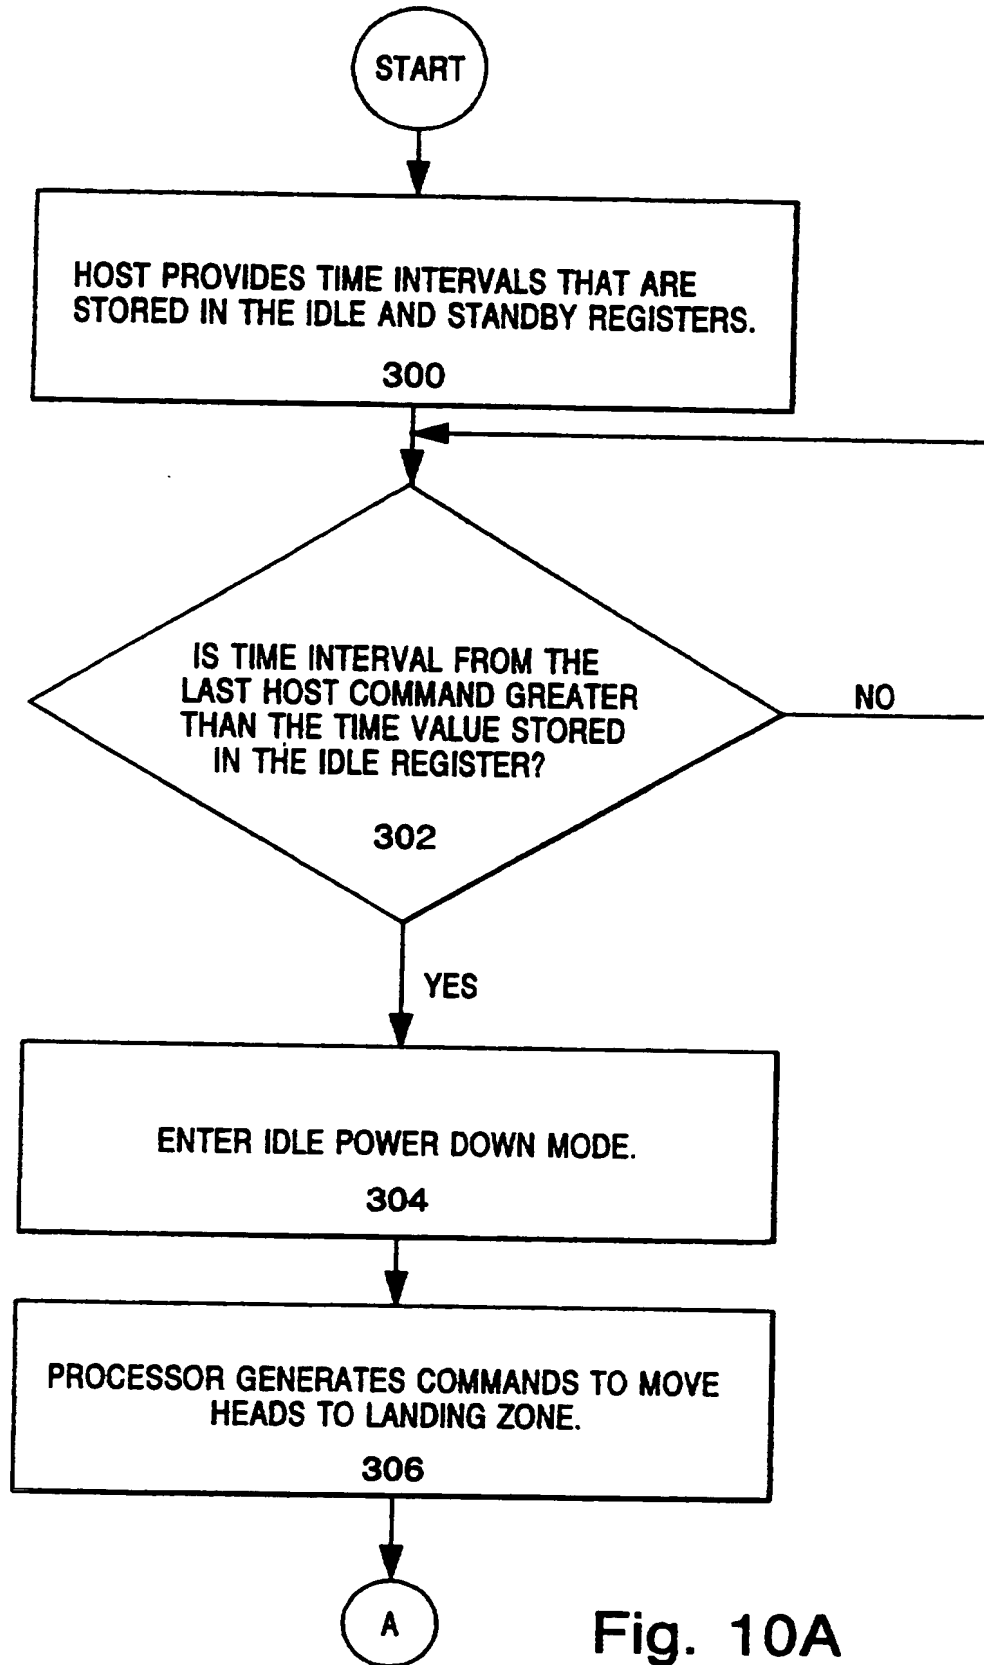 START
HOST PROVIDES TIME INTERVALS THAT ARE
STORED IN THE IDLE AND STANDBY REGISTERS.
300
IS TIME INTERVAL FROM THE
LAST HOST COMMAND GREATER
THAN THE TIME VALUE STORED
IN THE IDLE REGISTER?
302
NO
YES
ENTER IDLE POWER DOWN MODE.
304
PROCESSOR GENERATES COMMANDS TO MOVE
HEADS TO LANDING ZONE.
306
A
Fig. 10A